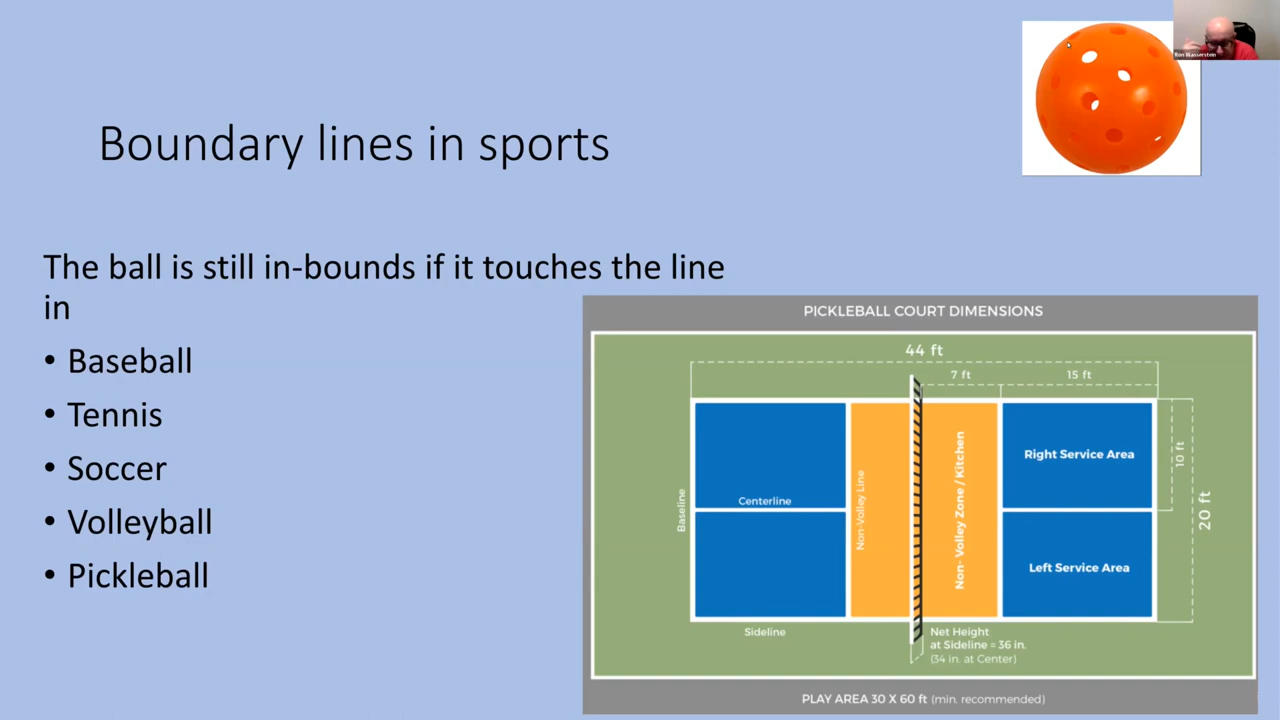 Ron Wasserstein
Boundary lines in sports
The ball is still in-bounds if it touches the line
in
• Baseball
• Tennis
• Soccer
• Volleyball
• Pickleball
PICKLEBALL COURT DIMENSIONS
44 ft
7 ft
15 ft
Right Service Area
10 ft
Centerline
Baseline
Non-Volley Line
Non- Volley Zone / Kitchen
20 ft
Left Service Area
Sideline
Net Height
at Sideline = 36 in.
(34 in. at Center)
PLAY AREA 30 X 60 ft (min. recommended)